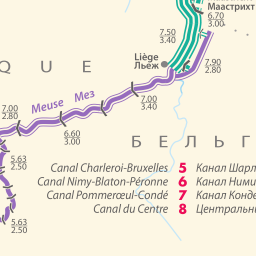 Маастрихт
6.70
3.00
7.50
3.40
Liège
Льеж
7.90
2.80
QUE
7.00
2.80
Meuse Мез
7.00
3.40
6.60
3.00
5.63
2.50
БЕЛЬГ
Canal Charleroi-Bruxelles 5 Канал Шарл
Canal Nimy-Blaton-Péronne 6 Канал Ними
Canal Pommerœul-Condé 7 Канал Конде
Canal du Centre 8 Центральн
5.63
2.50